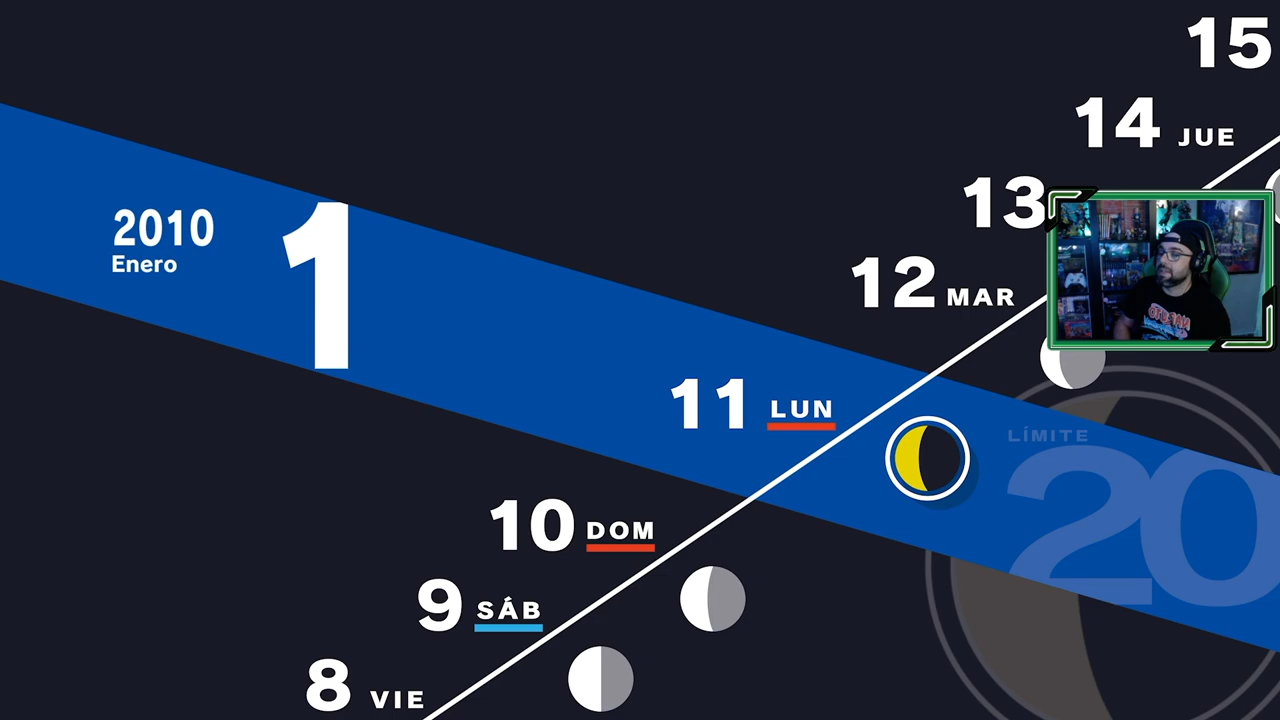 15
14 JUE
13
2010
Enero
1
12 MAR
11 LUN
LÍMITE
20
10 DOM
9 SÁB
8 VIE